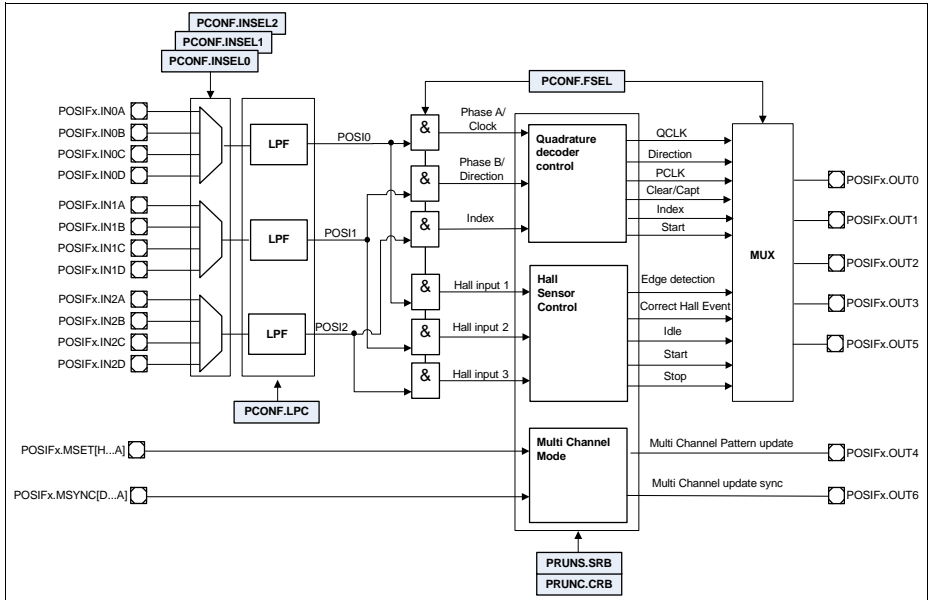 PCONF.INSEL2
PCONF.INSEL1
PCONF.INSEL0
PCONF.FSEL
POSIFx.IN0A
POSIFx.IN0B
POSIFx.IN0C
POSIFx.IN0D
POSIFx.IN1A
POSIFx.IN1B
POSIFx.IN1C
POSIFx.IN1D
POSIFx.IN2A
POSIFx.IN2B
POSIFx.IN2C
POSIFx.IN2D
LPF
LPF
LPF
PCONF.LPC
POSI0
POSI1
POSI2
&
&
&
&
&
&
Phase A/
Clock
Phase B/
Direction
Index
Hall input 1
Hall input 2
Hall input 3
Quadrature
decoder
control
QCLK
Direction
PCLK
Clear/Capt
Index
Start
Hall
Sensor
Control
Edge detection
Correct Hall Event
Idle
Start
Stop
MUX
POSIFx.OUT0
POSIFx.OUT1
POSIFx.OUT2
POSIFx.OUT3
POSIFx.OUT5
POSIFx.MSET[H...A]
POSIFx.MSYNC[D...A]
Multi Channel
Mode
Multi Channel Pattern update
Multi Channel update sync
POSIFx.OUT4
POSIFx.OUT6
PRUNS.SRB
PRUNC.CRB